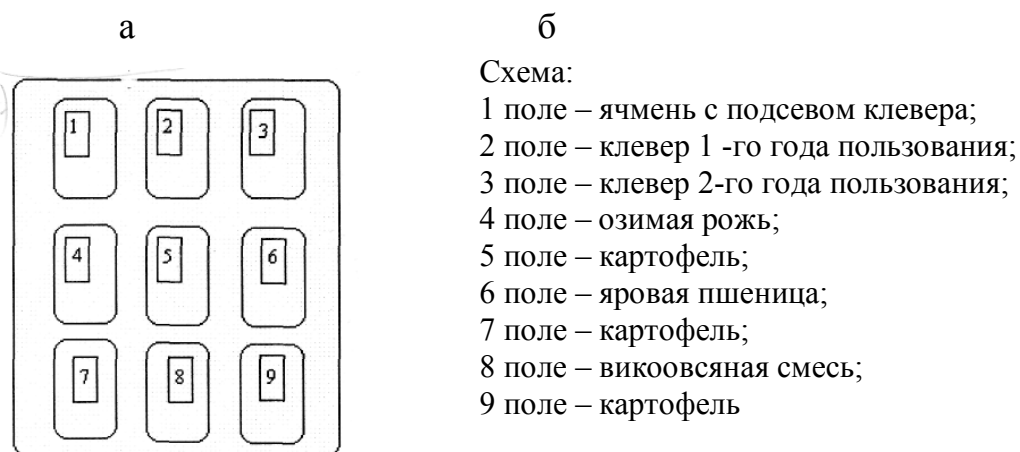 а
б
Схема:
1 поле – ячмень с подсевом клевера;
2 поле – клевер 1 -го года пользования;
3 поле – клевер 2-го года пользования;
4 поле – озимая рожь;
5 поле – картофель;
6 поле – яровая пшеница;
7 поле – картофель;
8 поле – викоовсяная смесь;
9 поле – картофель
1 2 3
4 5 6
7 8 9